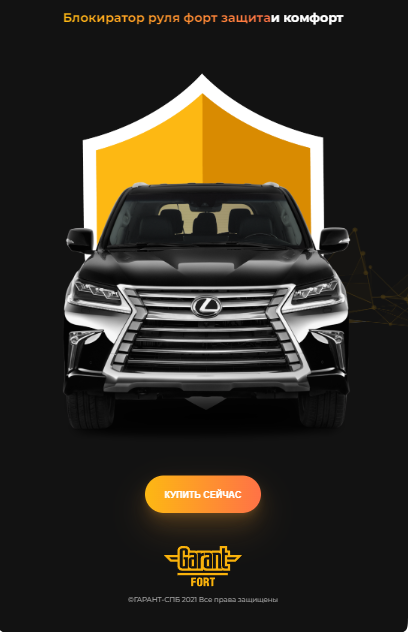 Блокиратор руля форт защитаи комфорт
КУПИТЬ СЕЙЧАС
Garant
FORT
©ГАРАНТ-СПБ 2021 Все права защищены